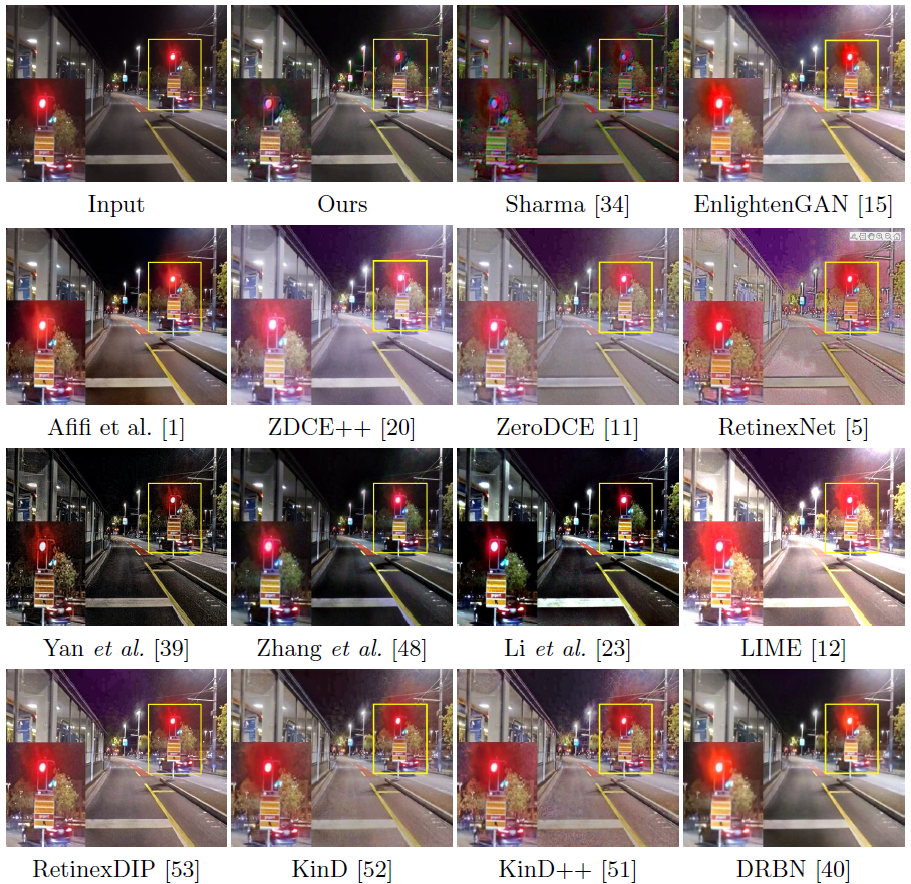 Input Ours Sharma [34] EnlightenGAN [15]
Afifi et al. [1] ZDCE++ [20] ZeroDCE [11] RetinexNet [5]
Yan et al. [39] Zhang et al. [48] Li et al. [23] LIME [12]
RetinexDIP [53] KinD [52] KinD++ [51] DRBN [40]